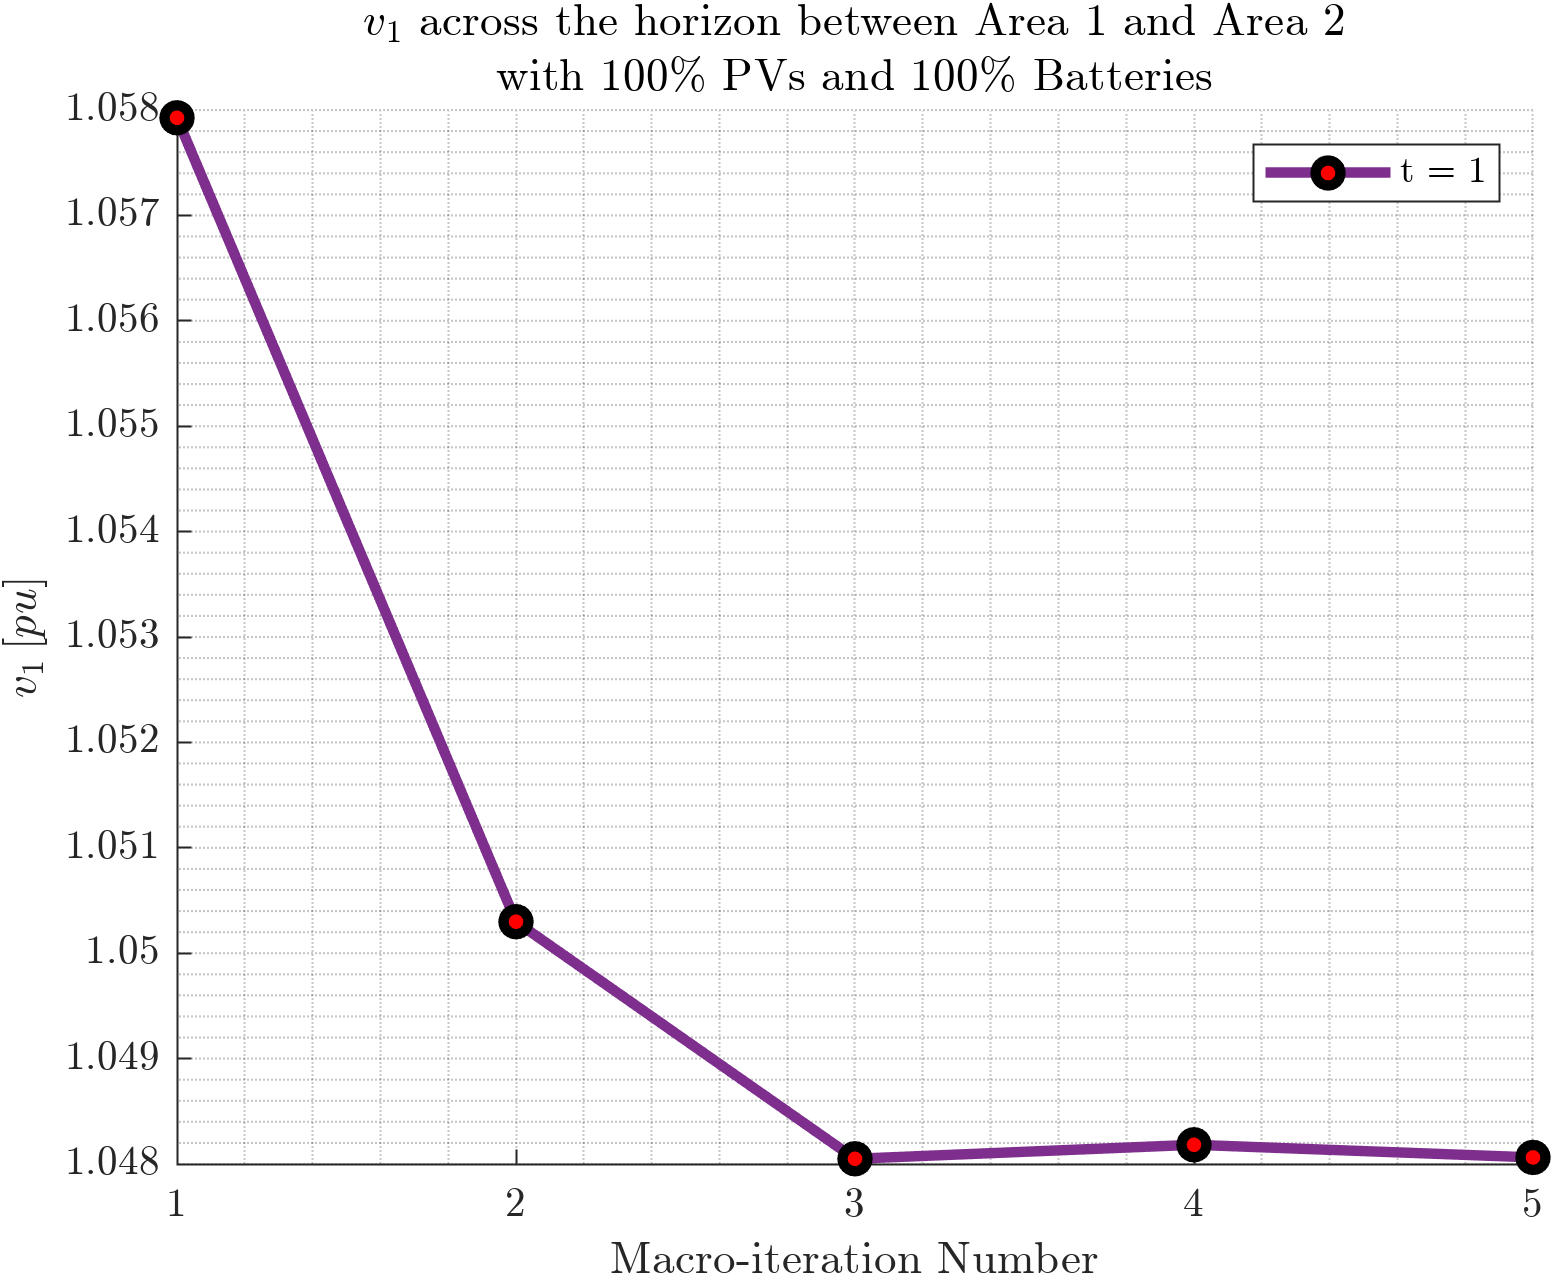 v₁ across the horizon between Area 1 and Area 2
with 100% PVs and 100% Batteries
t = 1
v₁ [pu]
1.058
1.057
1.056
1.055
1.054
1.053
1.052
1.051
1.05
1.049
1.048
1 2 3 4 5
Macro-iteration Number